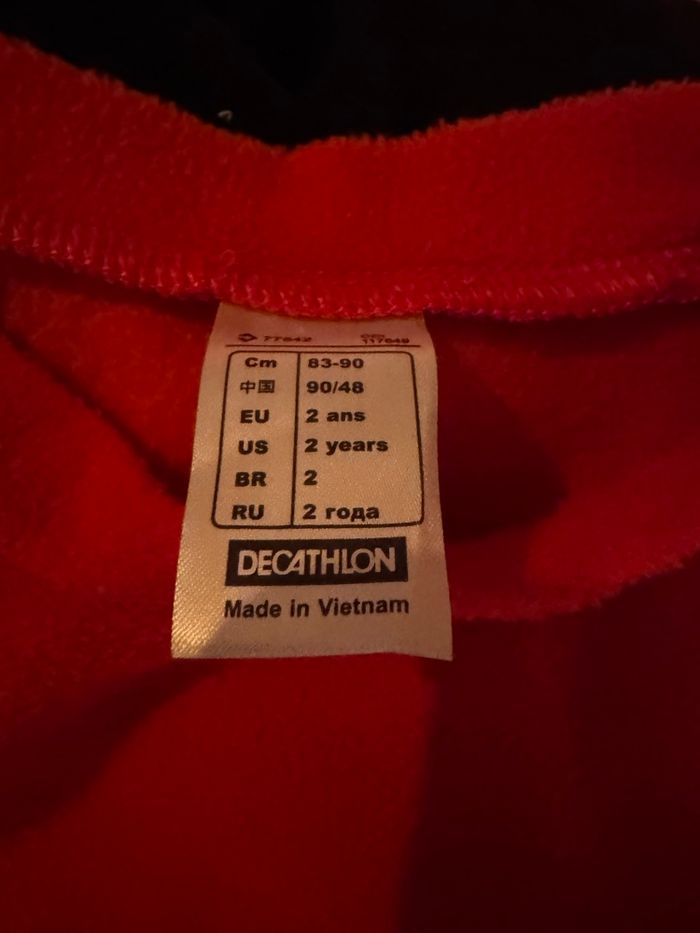 Cm 83-90
中国 90/48
EU 2 ans
US 2 years
BR 2
RU 2 года
DECATHLON
Made in Vietnam